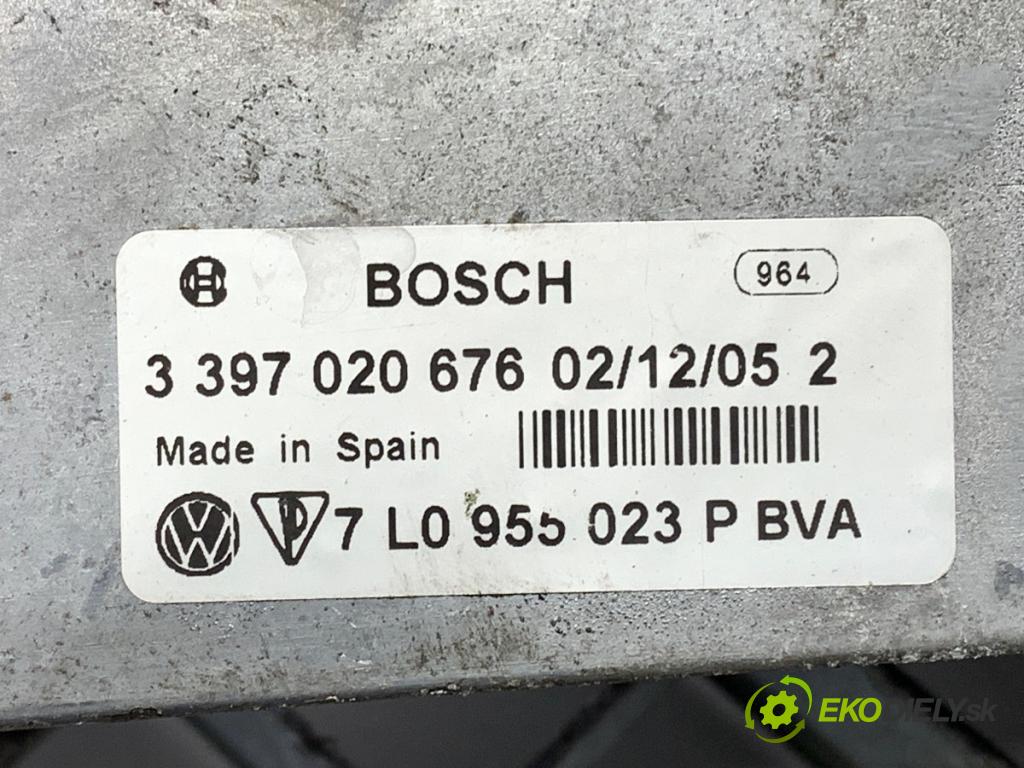 BOSCH 964
3 397 020 676 02/12/05 2
Made in Spain
VW 7 L0 955 023 P BVA
EKODIELY.sk